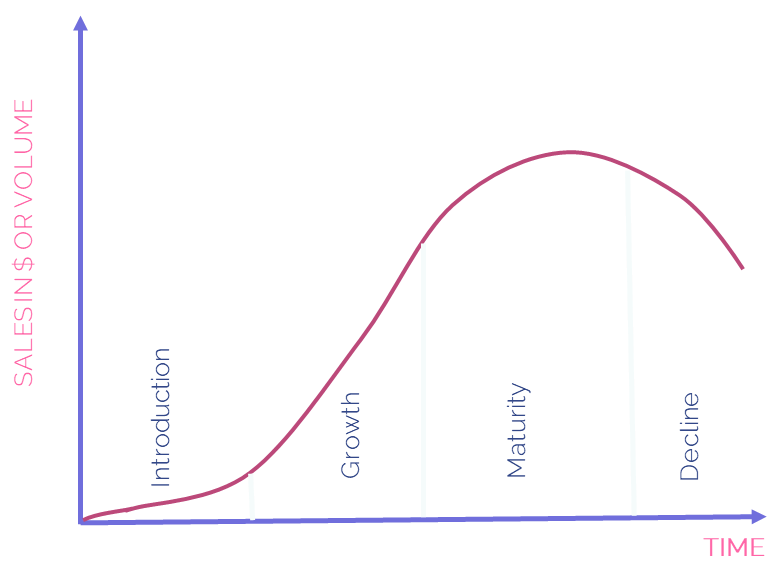 SALES IN $ OR VOLUME
Introduction
Growth
Maturity
Decline
TIME